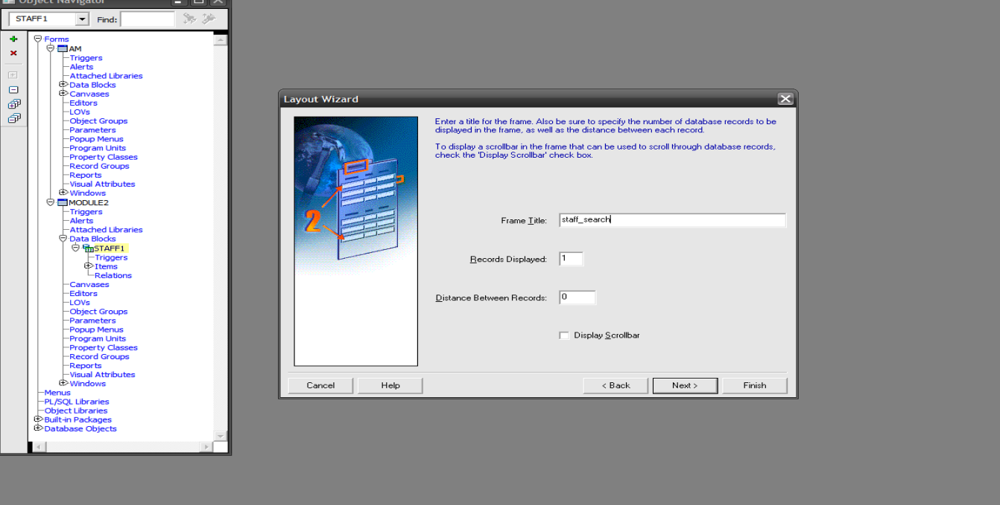 Object Navigator
STAFF1
Find:
Forms
AM
Triggers
Alerts
Attached Libraries
Data Blocks
Canvases
Editors
LOVs
Object Groups
Parameters
Popup Menus
Program Units
Property Classes
Record Groups
Reports
Visual Attributes
Windows
MODULE2
Triggers
Alerts
Attached Libraries
Data Blocks
STAFF1
Triggers
Items
Relations
Canvases
Editors
LOVs
Object Groups
Parameters
Popup Menus
Program Units
Property Classes
Record Groups
Reports
Visual Attributes
Windows
Menus
PL/SQL Libraries
Object Libraries
Built-in Packages
Database Objects
Layout Wizard
2
Enter a title for the frame. Also be sure to specify the number of database records to be
displayed in the frame, as well as the distance between each record.
To display a scrollbar in the frame that can be used to scroll through database records,
check the 'Display Scrollbar' check box.
Frame Title: staff_search
Records Displayed: 1
Distance Between Records: 0
Display Scrollbar
Cancel Help < Back Next > Finish